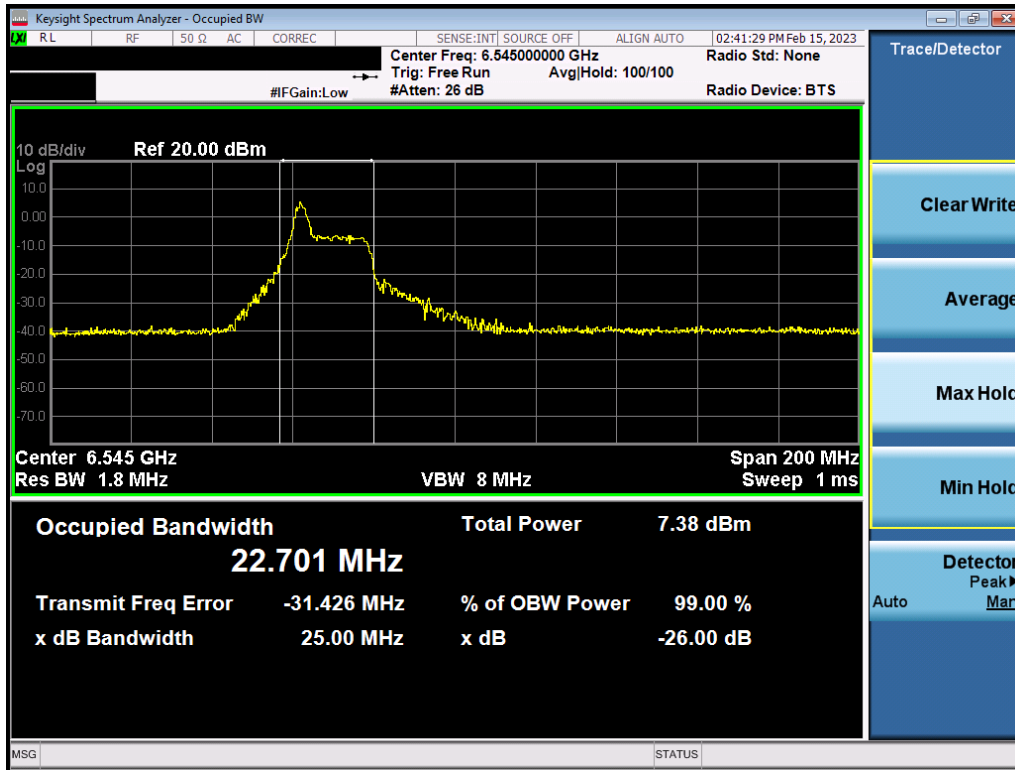 Keysight Spectrum Analyzer - Occupied BW
LXI RL RF 50 Ω AC CORREC SENSE:INT SOURCE OFF ALIGN AUTO 02:41:29 PM Feb 15, 2023
Center Freq: 6.545000000 GHz Radio Std: None
Trig: Free Run Avg|Hold: 100/100
#IFGain:Low #Atten: 26 dB Radio Device: BTS
Trace/Detector
10 dB/div Ref 20.00 dBm
Log
10.0
0.00
-10.0
-20.0
-30.0
-40.0
-50.0
-60.0
-70.0
Center 6.545 GHz Span 200 MHz
Res BW 1.8 MHz VBW 8 MHz Sweep 1 ms
Occupied Bandwidth Total Power 7.38 dBm
22.701 MHz
Transmit Freq Error -31.426 MHz % of OBW Power 99.00 %
x dB Bandwidth 25.00 MHz x dB -26.00 dB
Clear Write
Average
Max Hold
Min Hold
Detector
Peak▶
Auto Man
MSG STATUS